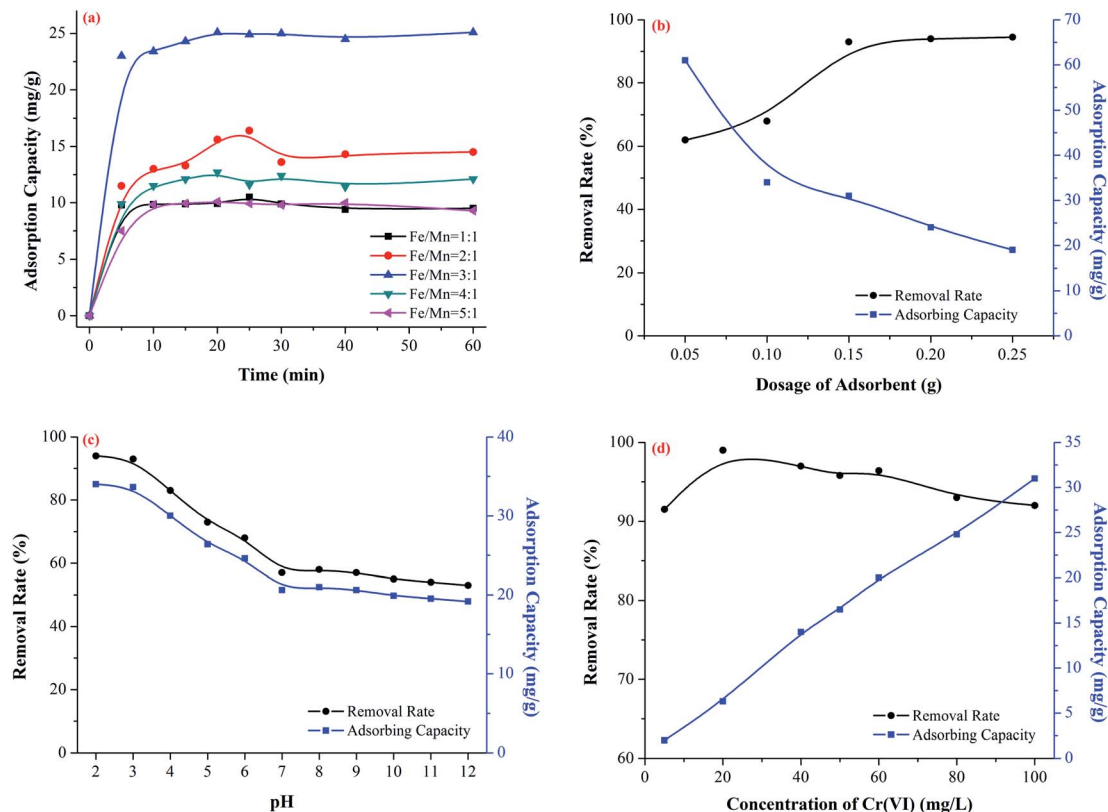 (a)
Adsorption Capacity (mg/g)
25
20
15
10
5
0
Fe/Mn=1:1
Fe/Mn=2:1
Fe/Mn=3:1
Fe/Mn=4:1
Fe/Mn=5:1
0 10 20 30 40 50 60
Time (min)
(b)
Removal Rate (%)
100
80
60
40
20
0
70
60
50
40
30
20
10
0
Adsorption Capacity (mg/g)
Removal Rate
Adsorbing Capacity
0.05 0.10 0.15 0.20 0.25
Dosage of Adsorbent (g)
(c)
Removal Rate (%)
100
80
60
40
20
0
40
30
20
10
0
Adsorption Capacity (mg/g)
Removal Rate
Adsorbing Capacity
2 3 4 5 6 7 8 9 10 11 12
pH
(d)
Removal Rate (%)
100
90
80
70
60
35
30
25
20
15
10
5
0
Adsorption Capacity (mg/g)
Removal Rate
Adsorbing Capacity
0 20 40 60 80 100
Concentration of Cr(VI) (mg/L)